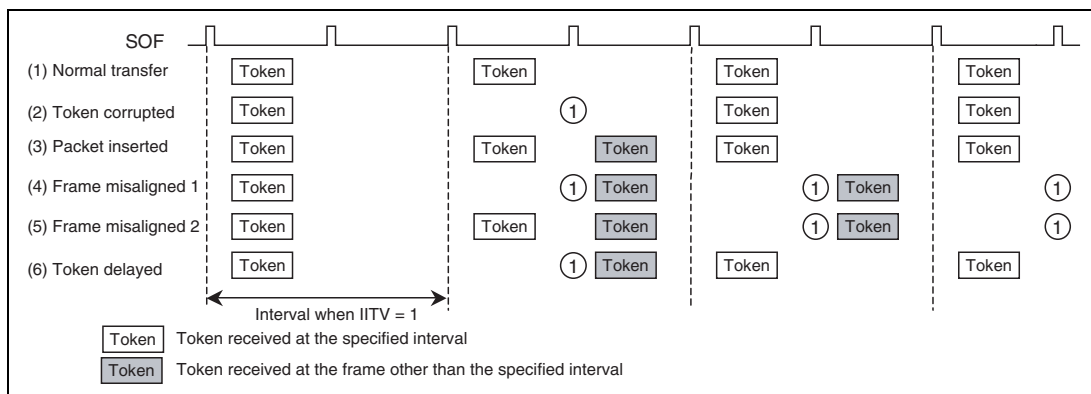 SOF
(1) Normal transfer Token Token Token Token
(2) Token corrupted Token 1 Token Token
(3) Packet inserted Token Token Token Token Token
(4) Frame misaligned 1 Token 1 Token 1 Token 1
(5) Frame misaligned 2 Token Token Token 1 Token 1
(6) Token delayed Token 1 Token Token Token
Interval when IITV = 1
Token Token received at the specified interval
Token Token received at the frame other than the specified interval